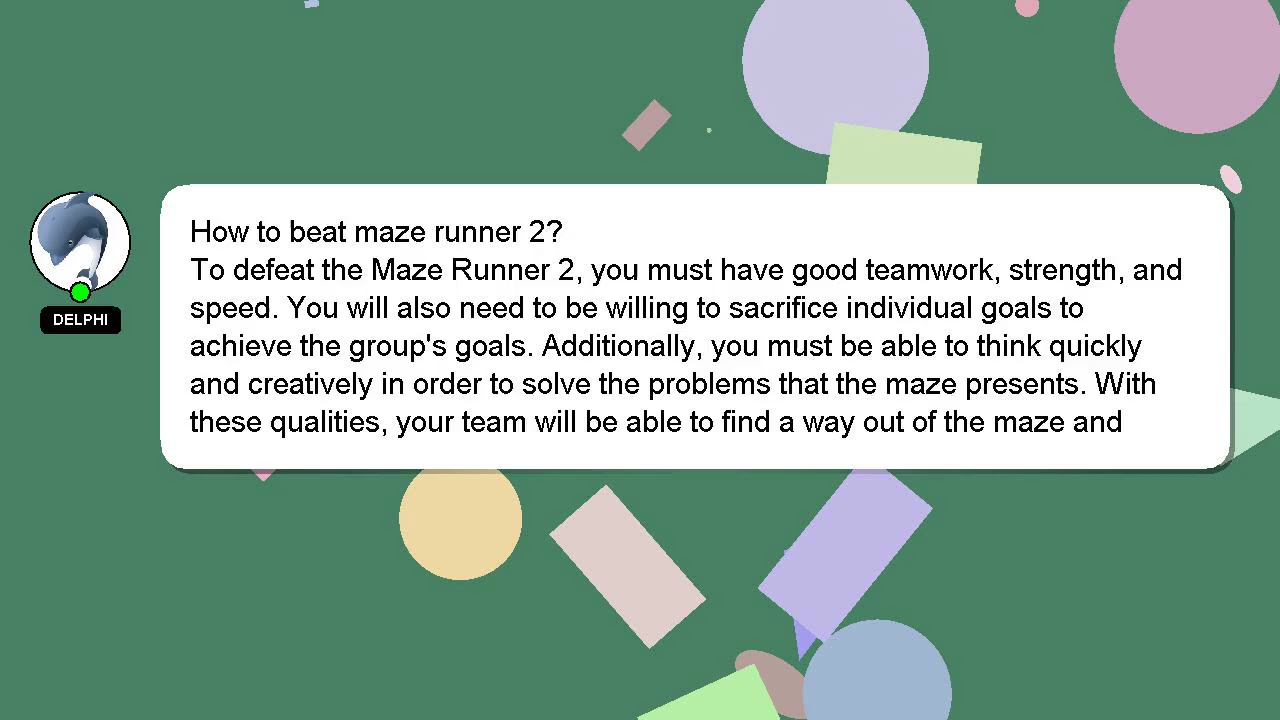 How to beat maze runner 2?
To defeat the Maze Runner 2, you must have good teamwork, strength, and
speed. You will also need to be willing to sacrifice individual goals to
achieve the group's goals. Additionally, you must be able to think quickly
and creatively in order to solve the problems that the maze presents. With
these qualities, your team will be able to find a way out of the maze and
DELPHI